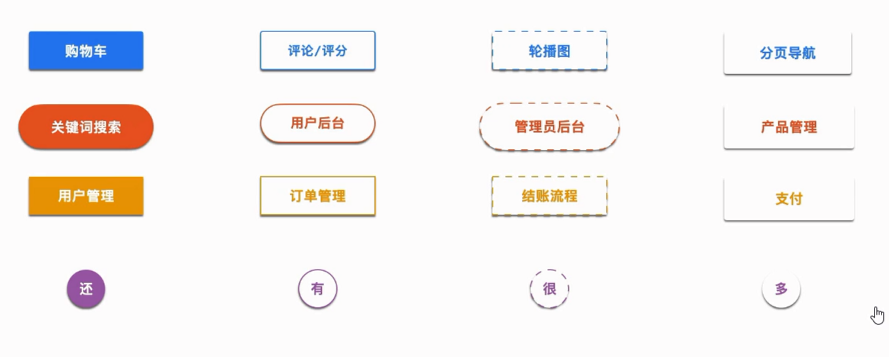 购物车
评论/评分
轮播图
分页导航
关键词搜索
用户后台
管理员后台
产品管理
用户管理
订单管理
结账流程
支付
还
有
很
多